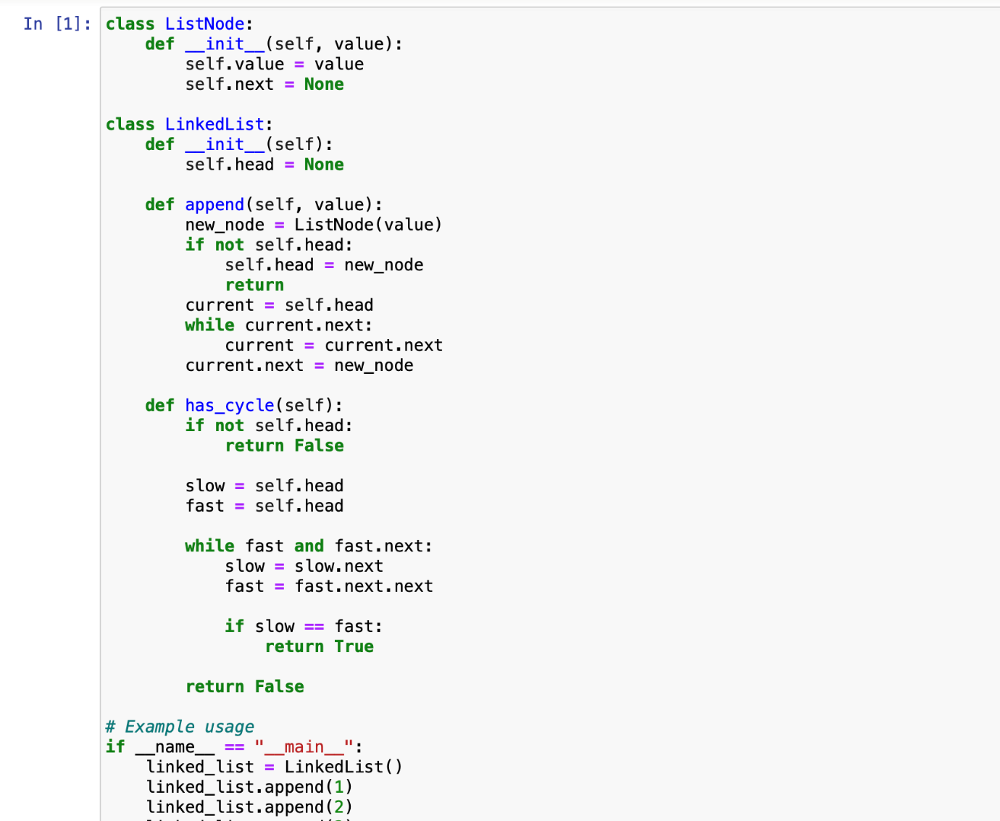 In [1]:
class ListNode:
    def __init__(self, value):
        self.value = value
        self.next = None

class LinkedList:
    def __init__(self):
        self.head = None

    def append(self, value):
        new_node = ListNode(value)
        if not self.head:
            self.head = new_node
            return
        current = self.head
        while current.next:
            current = current.next
        current.next = new_node

    def has_cycle(self):
        if not self.head:
            return False

        slow = self.head
        fast = self.head

        while fast and fast.next:
            slow = slow.next
            fast = fast.next.next

            if slow == fast:
                return True

        return False

# Example usage
if __name__ == "__main__":
    linked_list = LinkedList()
    linked_list.append(1)
    linked_list.append(2)